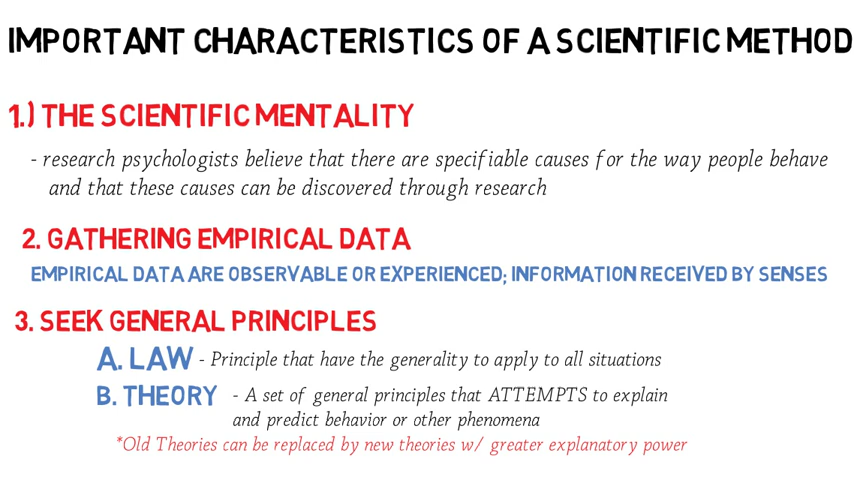 IMPORTANT CHARACTERISTICS OF A SCIENTIFIC METHOD
1.) THE SCIENTIFIC MENTALITY
- research psychologists believe that there are specifiable causes for the way people behave
and that these causes can be discovered through research
2. GATHERING EMPIRICAL DATA
EMPIRICAL DATA ARE OBSERVABLE OR EXPERIENCED; INFORMATION RECEIVED BY SENSES
3. SEEK GENERAL PRINCIPLES
A. LAW - Principle that have the generality to apply to all situations
B. THEORY - A set of general principles that ATTEMPTS to explain
and predict behavior or other phenomena
*Old Theories can be replaced by new theories w/ greater explanatory power